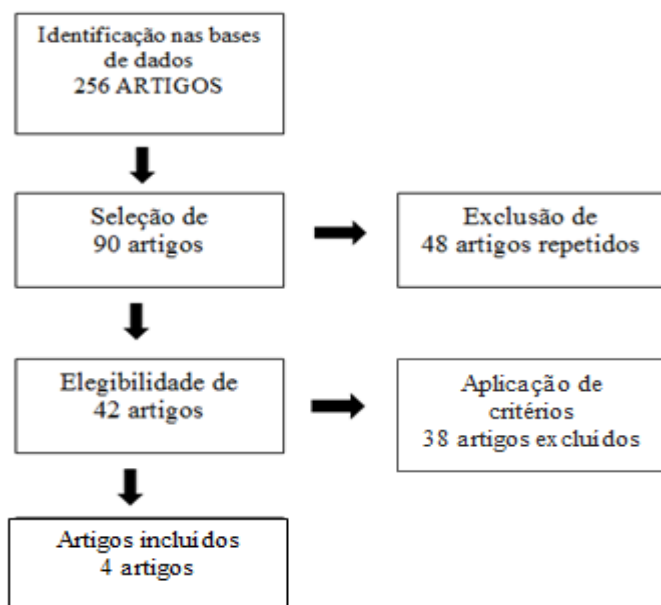 Identificação nas bases
de dados
256 ARTIGOS
Seleção de
90 artigos
Exclusão de
48 artigos repetidos
Elegibilidade de
42 artigos
Aplicação de
critérios
38 artigos excluídos
Artigos incluídos
4 artigos